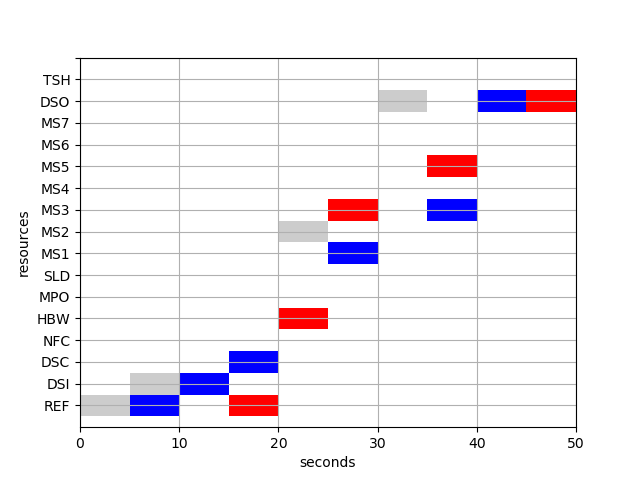 TSH
DSO
MS7
MS6
MS5
MS4
MS3
MS2
MS1
SLD
MPO
HBW
NFC
DSC
DSI
REF
resources
0 10 20 30 40 50
seconds